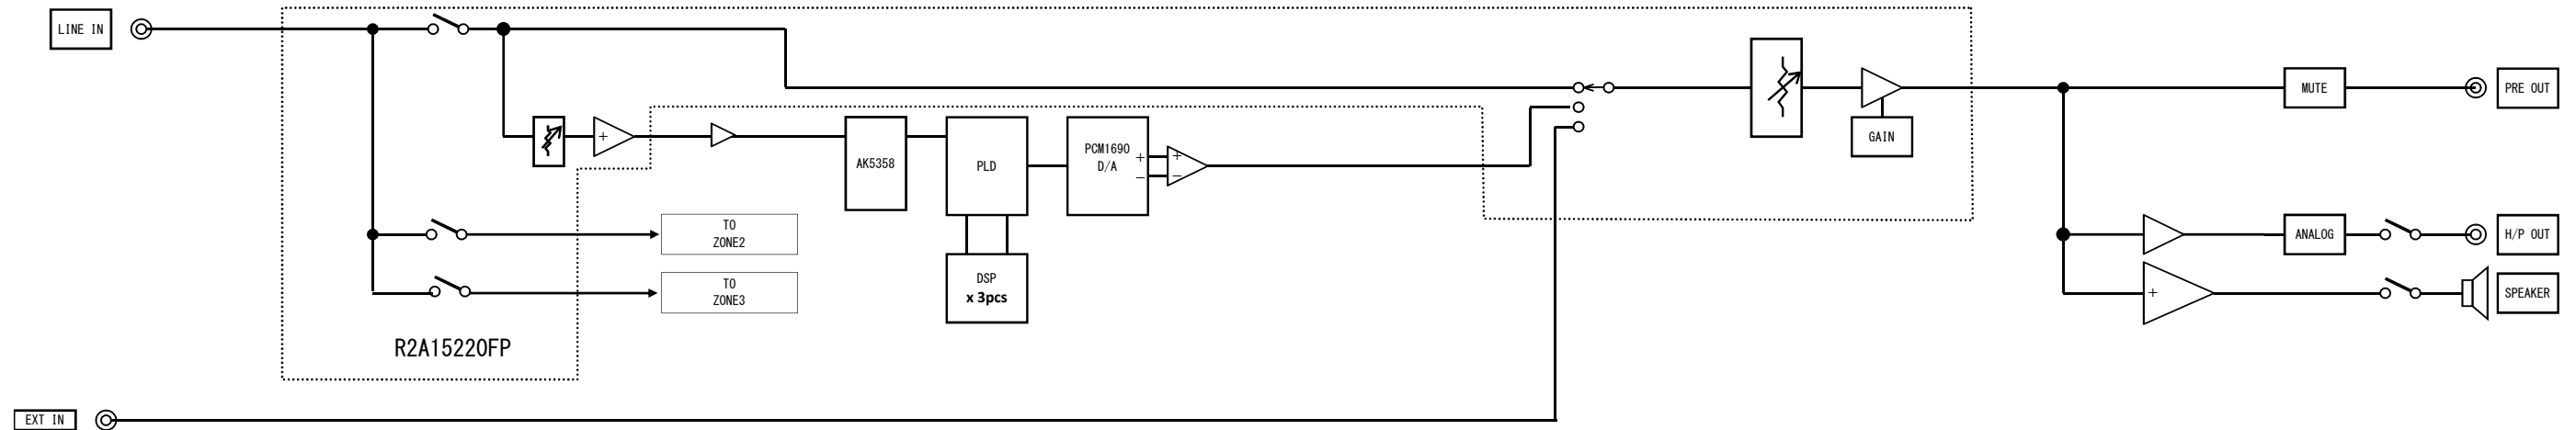 LINE IN
PRE OUT
MUTE
GAIN
+
AK5358
PLD
PCM1690
D/A
+
−
+
−
TO
ZONE2
TO
ZONE3
DSP
x 3pcs
ANALOG
H/P OUT
+
SPEAKER
R2A15220FP
EXT IN